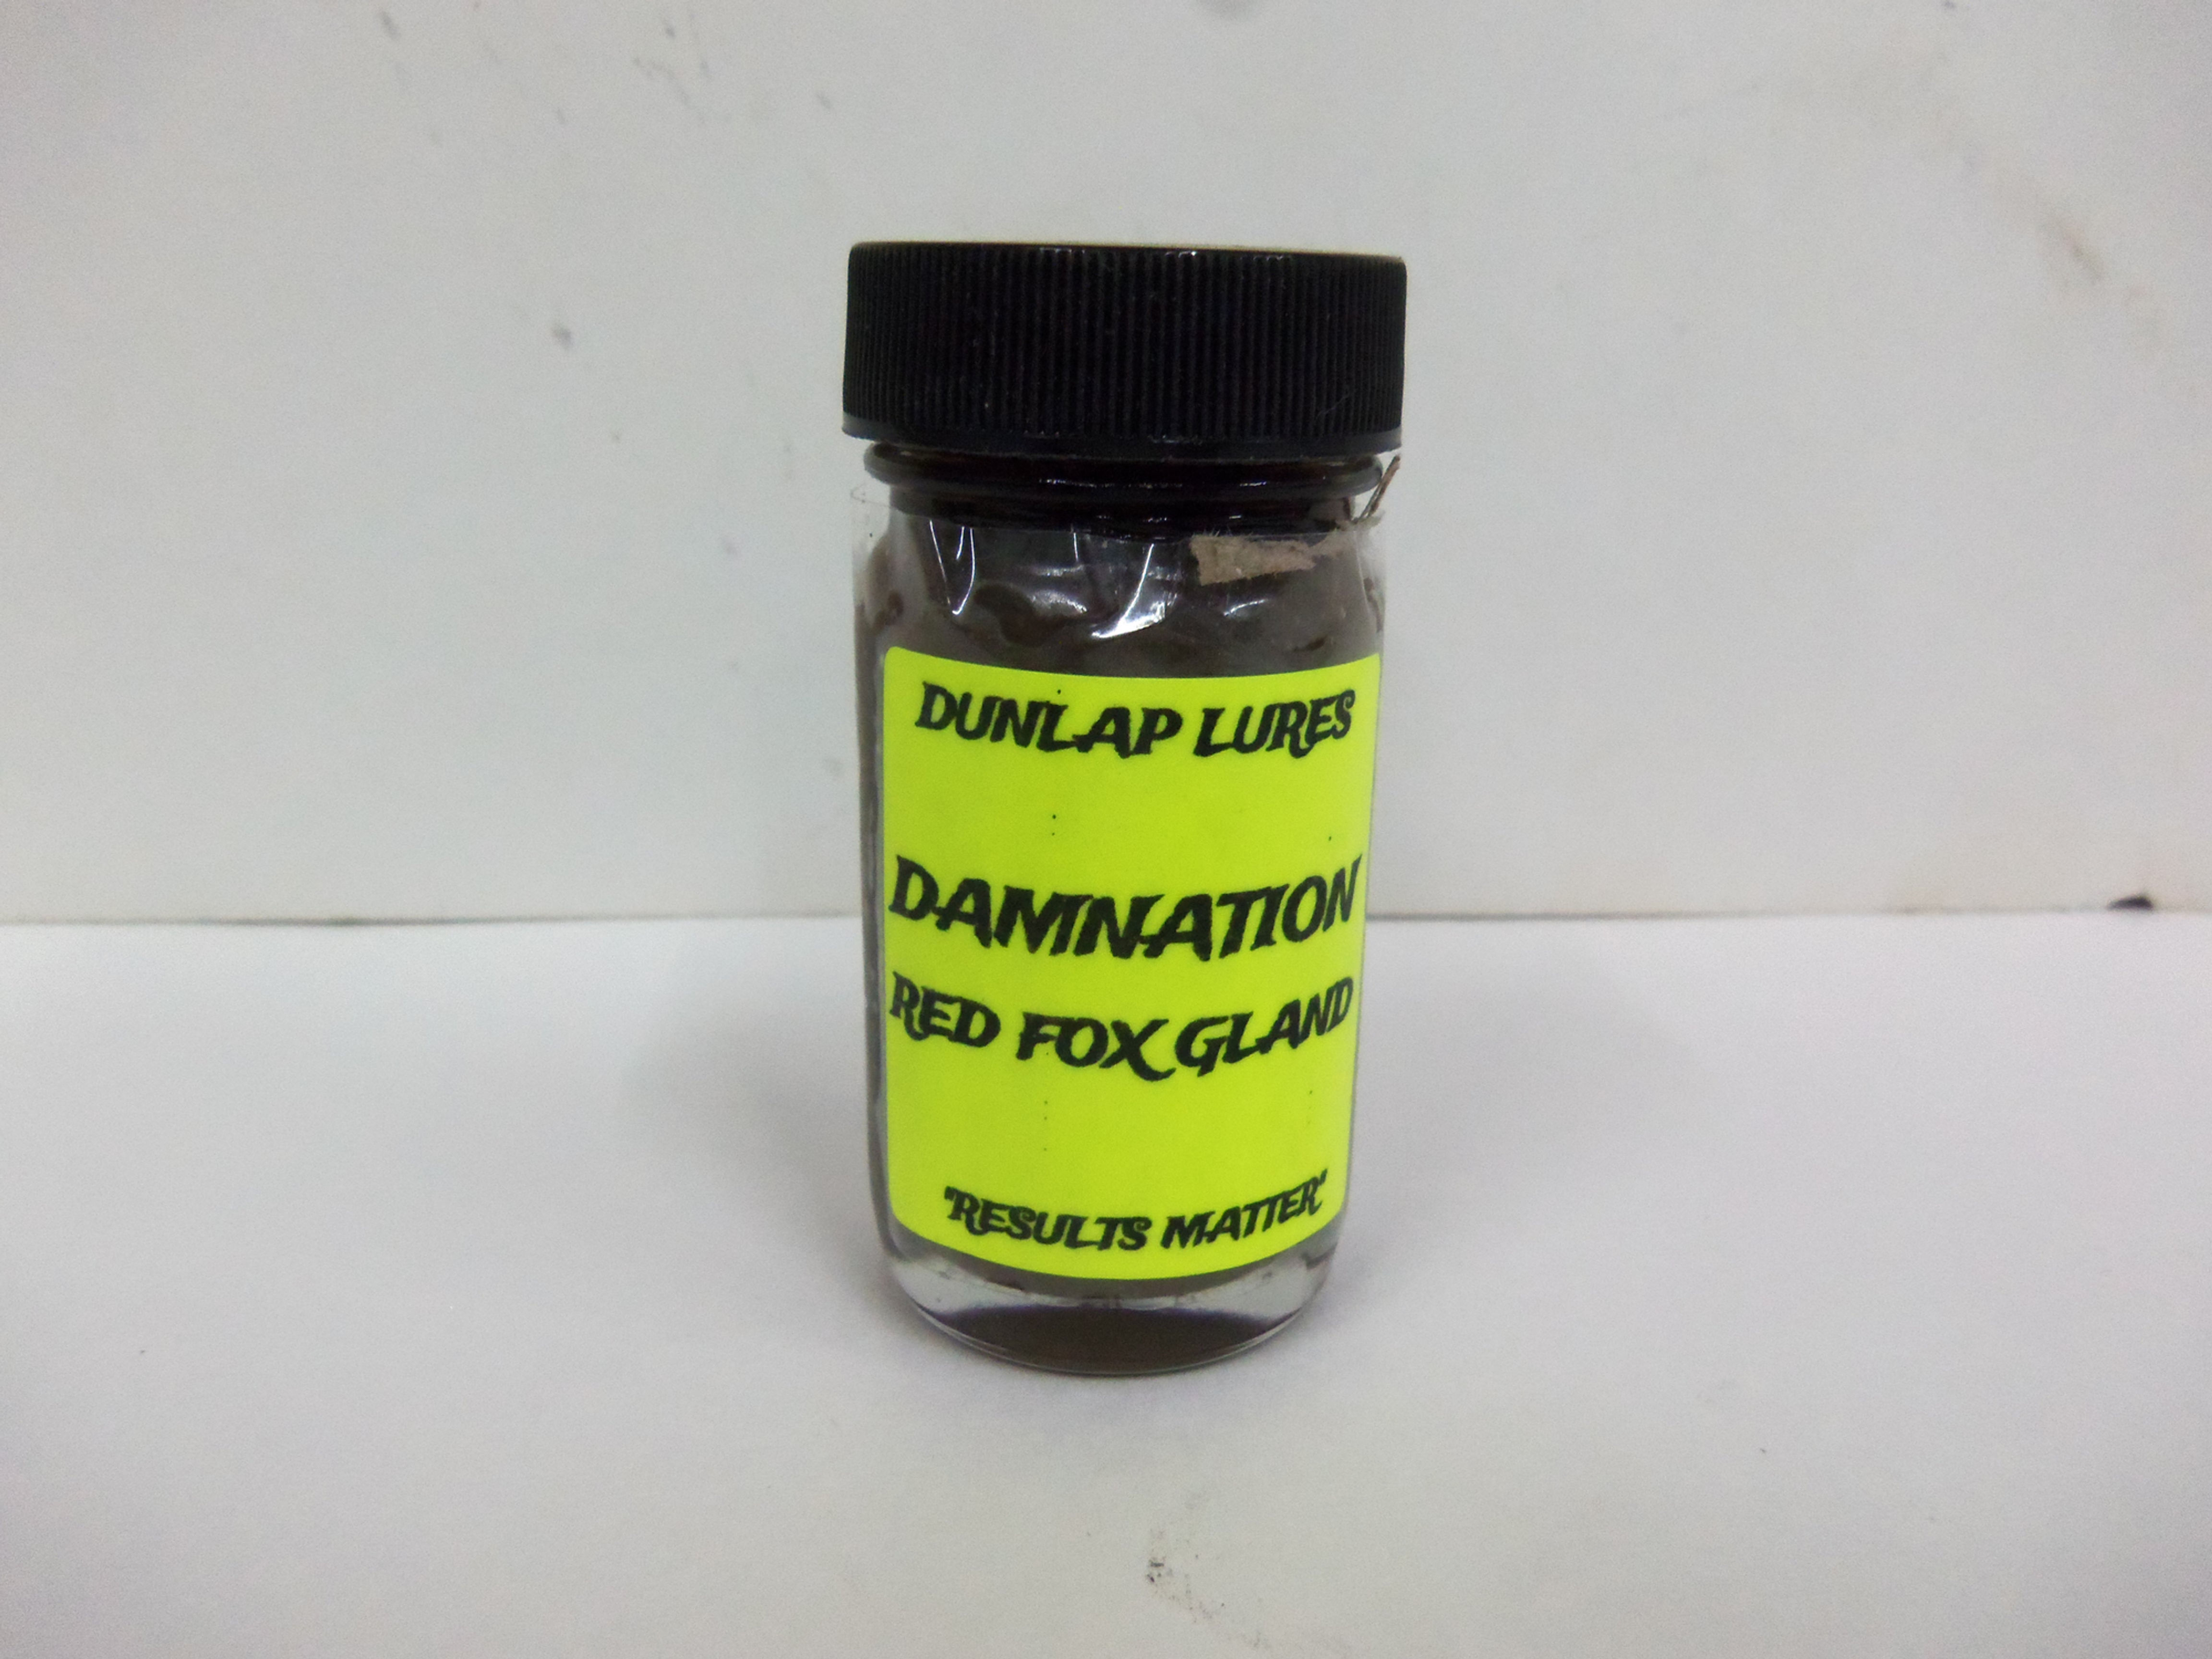 DUNLAP LURES
DAMNATION
RED FOX GLAND
"RESULTS MATTER"